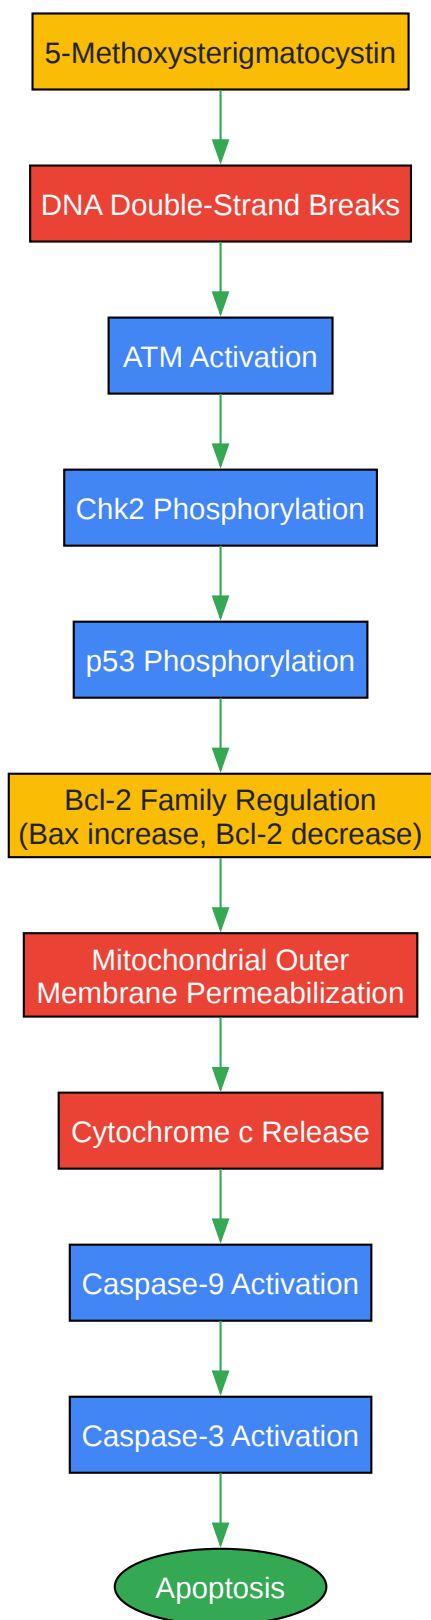 5-Methoxysterigmatocystin
DNA Double-Strand Breaks
ATM Activation
Chk2 Phosphorylation
p53 Phosphorylation
Bcl-2 Family Regulation
(Bax increase, Bcl-2 decrease)
Mitochondrial Outer
Membrane Permeabilization
Cytochrome c Release
Caspase-9 Activation
Caspase-3 Activation
Apoptosis